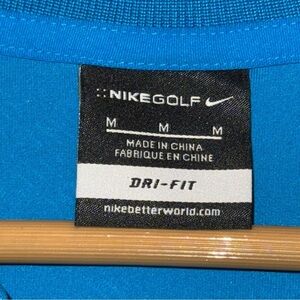 NIKEGOLF
M M M
MADE IN CHINA
FABRIQUÉ EN CHINE
DRI-FIT
nikebetterworld.com